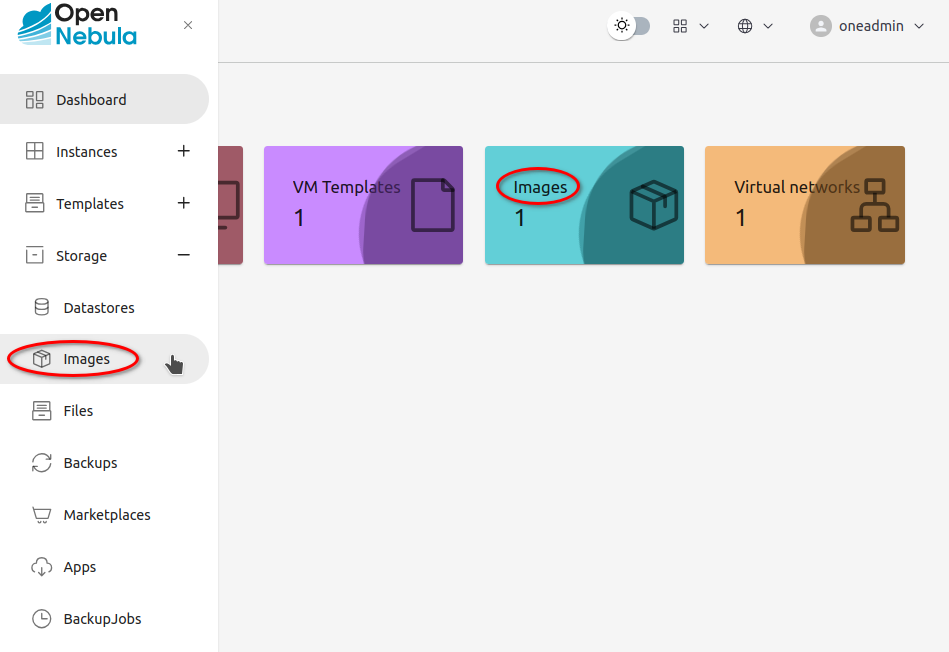 Open
Nebula
oneadmin
Dashboard
Instances
Templates
Storage
Datastores
Images
Files
Backups
Marketplaces
Apps
BackupJobs
VM Templates
1
Images
1
Virtual networks
1